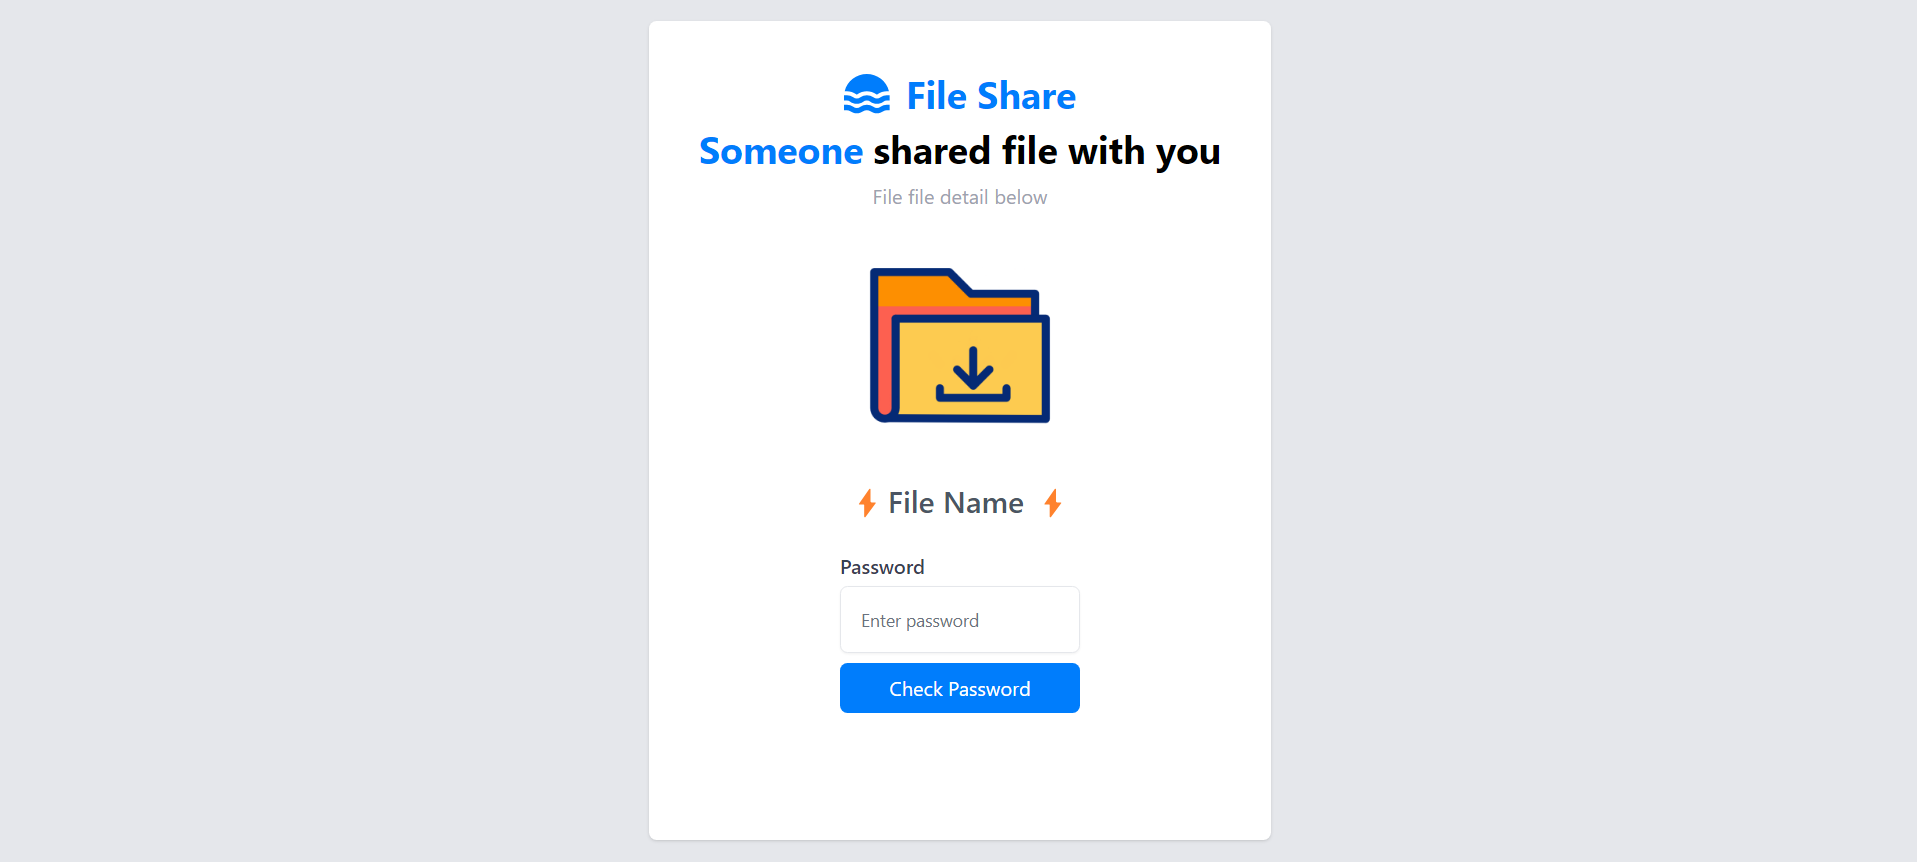 File Share
Someone shared file with you
File file detail below
File Name
Password
Enter password
Check Password